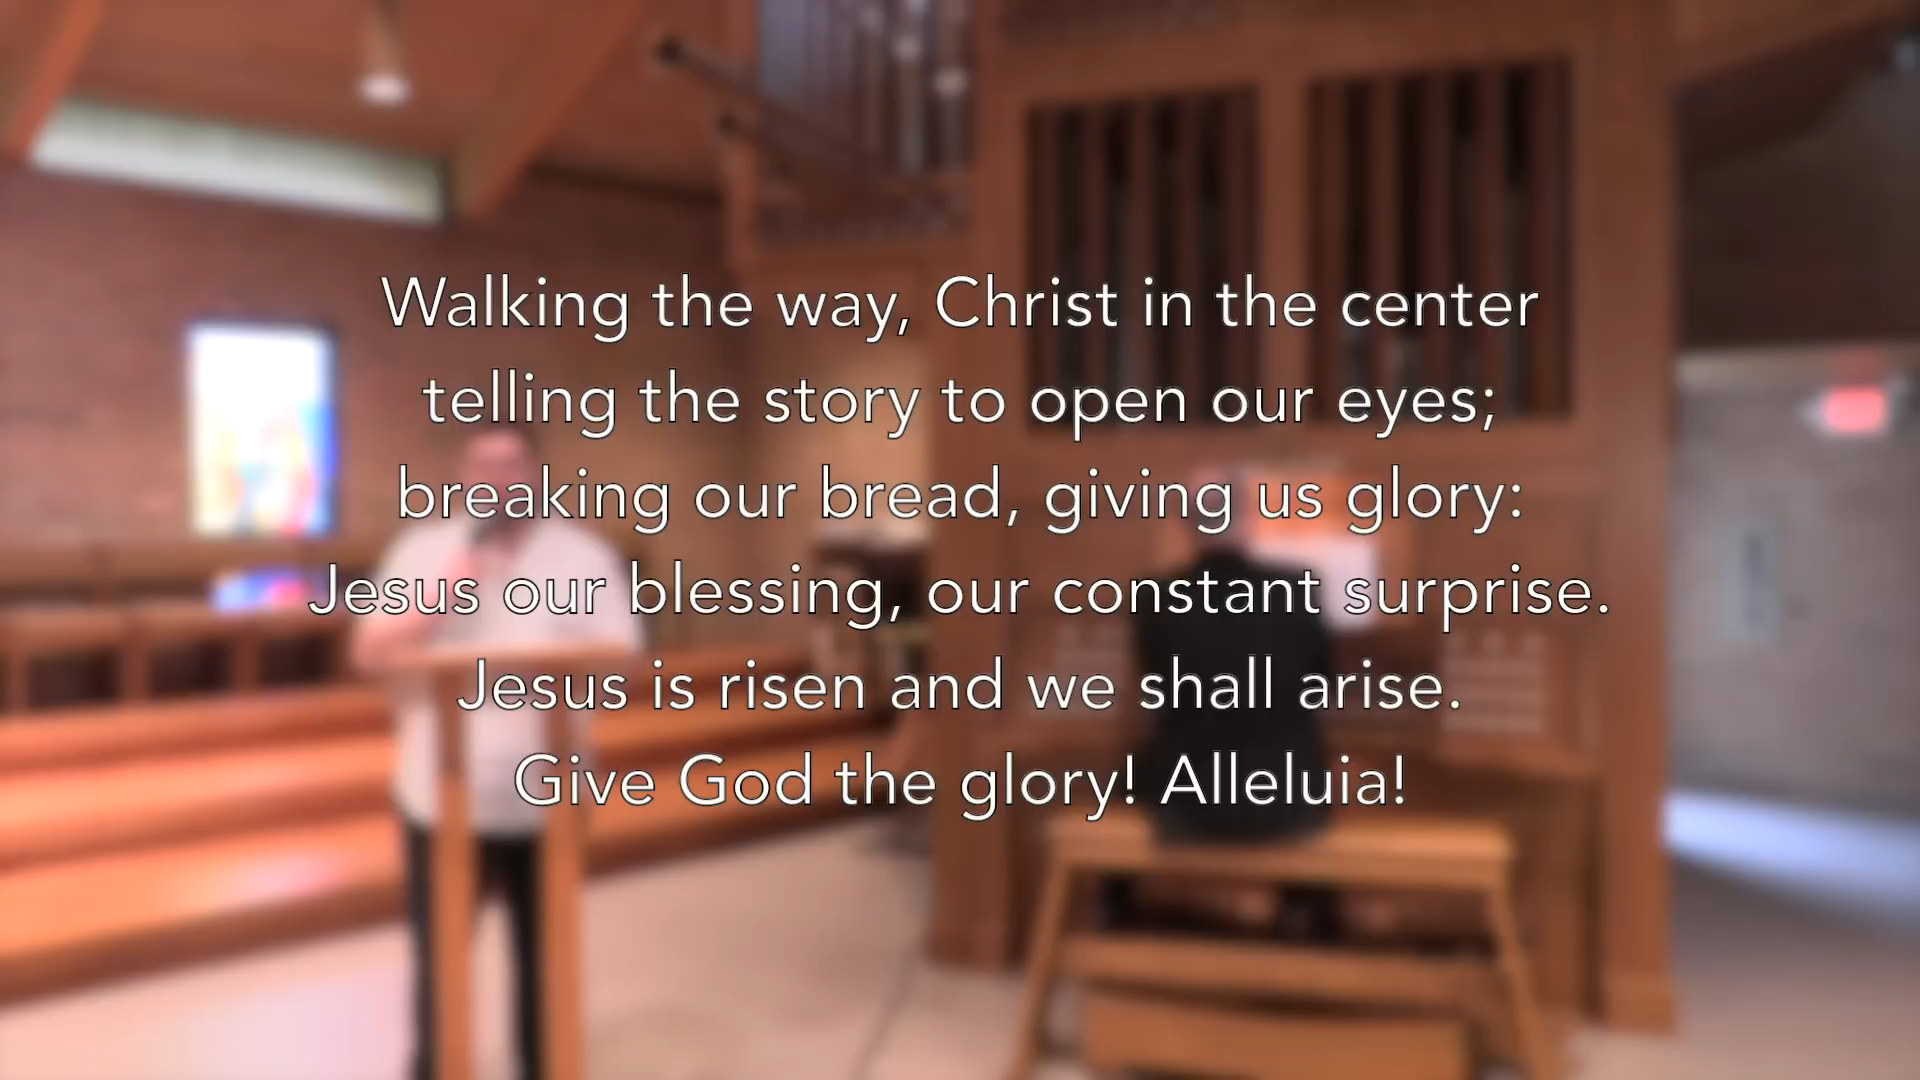 Walking the way, Christ in the center
telling the story to open our eyes;
breaking our bread, giving us glory:
Jesus our blessing, our constant surprise.
Jesus is risen and we shall arise.
Give God the glory! Alleluia!